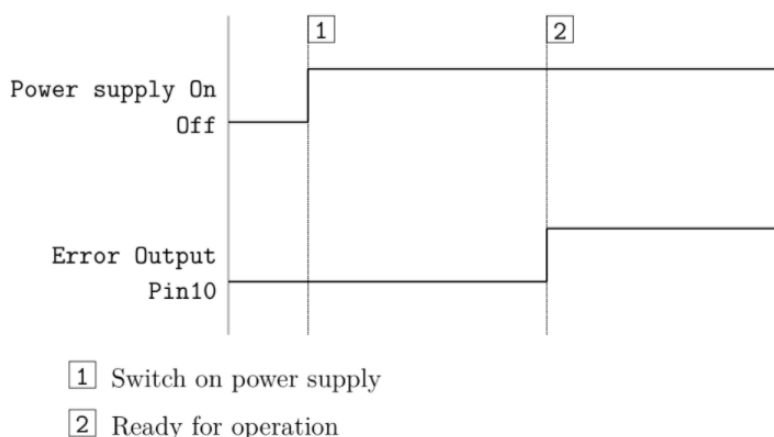 1
2
Power supply On
Off
Error Output
Pin10
1 Switch on power supply
2 Ready for operation